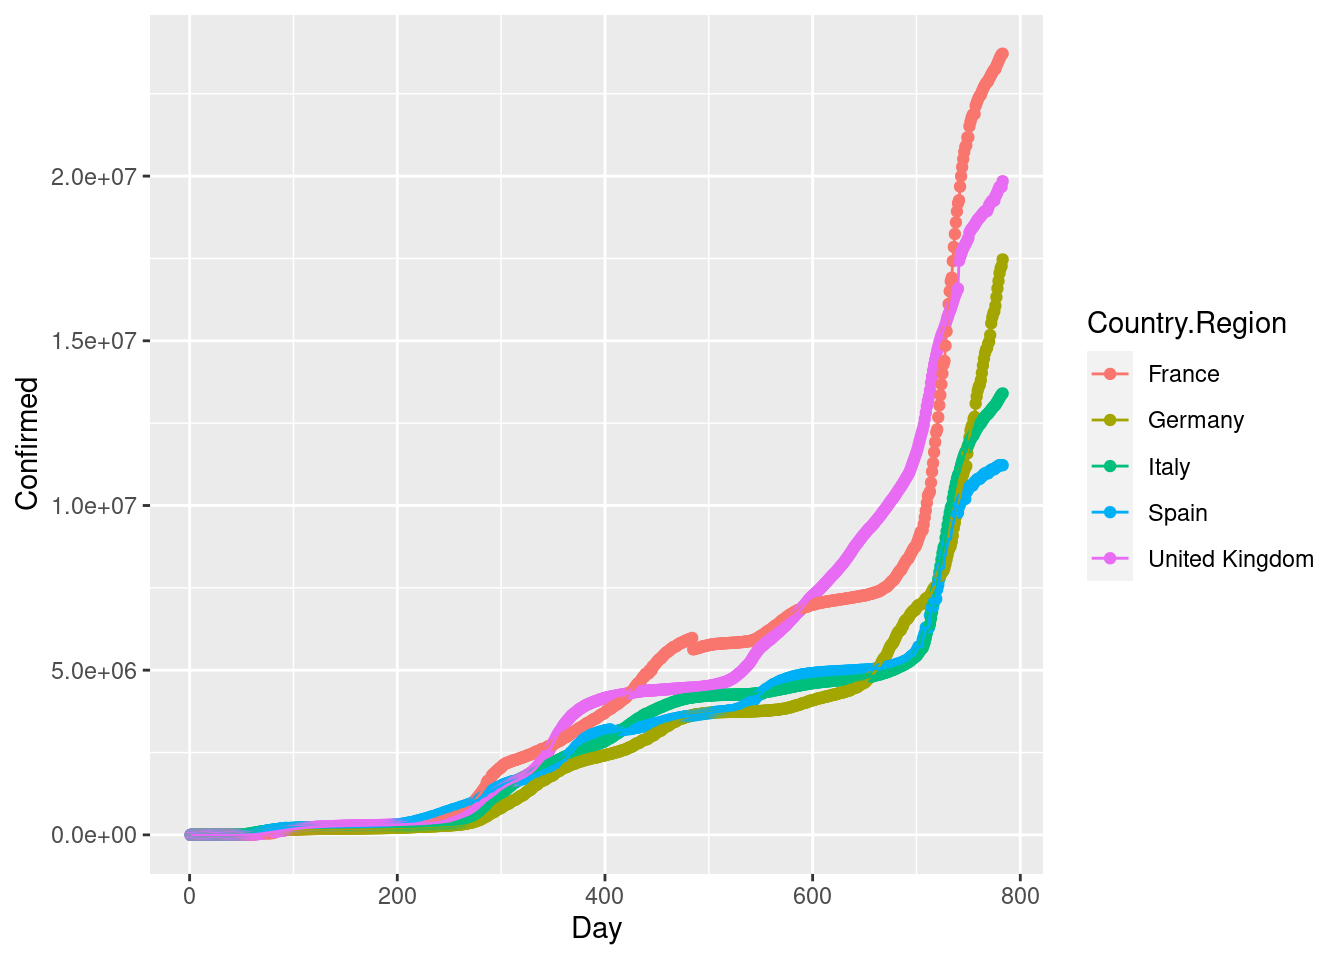 Confirmed
2.0e+07
1.5e+07
1.0e+07
5.0e+06
0.0e+00
0 200 400 600 800
Day
Country.Region
France
Germany
Italy
Spain
United Kingdom